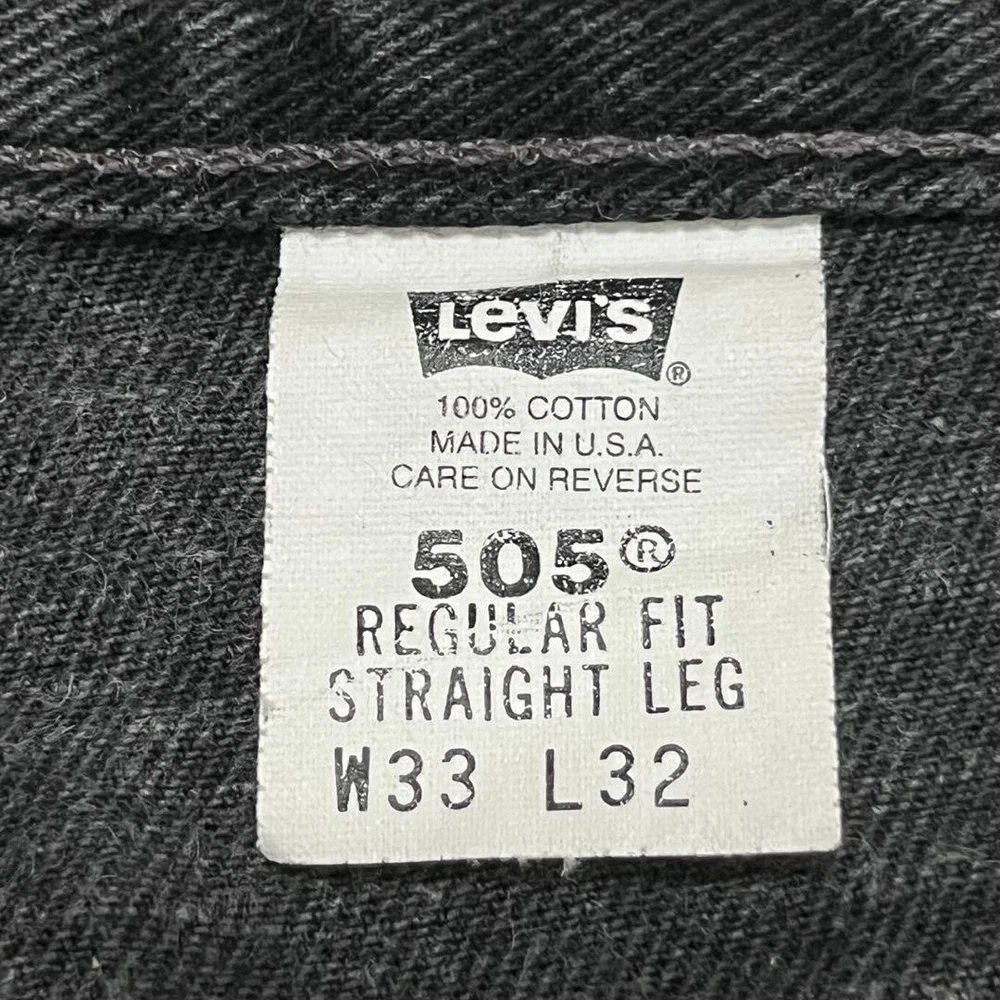 Levi's ®
100% COTTON
MADE IN U.S.A.
CARE ON REVERSE
505®
REGULAR FIT
STRAIGHT LEG
W33 L32